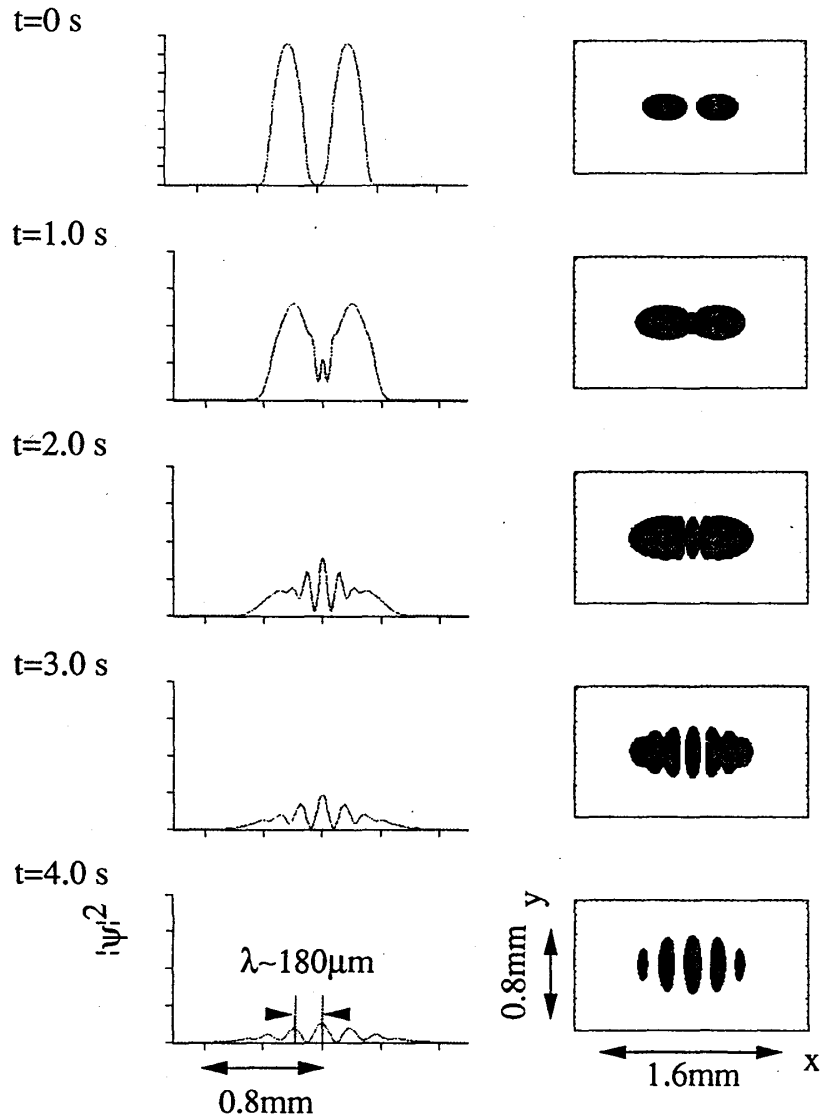 t=0 s
t=1.0 s
t=2.0 s
t=3.0 s
t=4.0 s
|ψ|²
λ~180μm
0.8mm
y
0.8mm
1.6mm
x